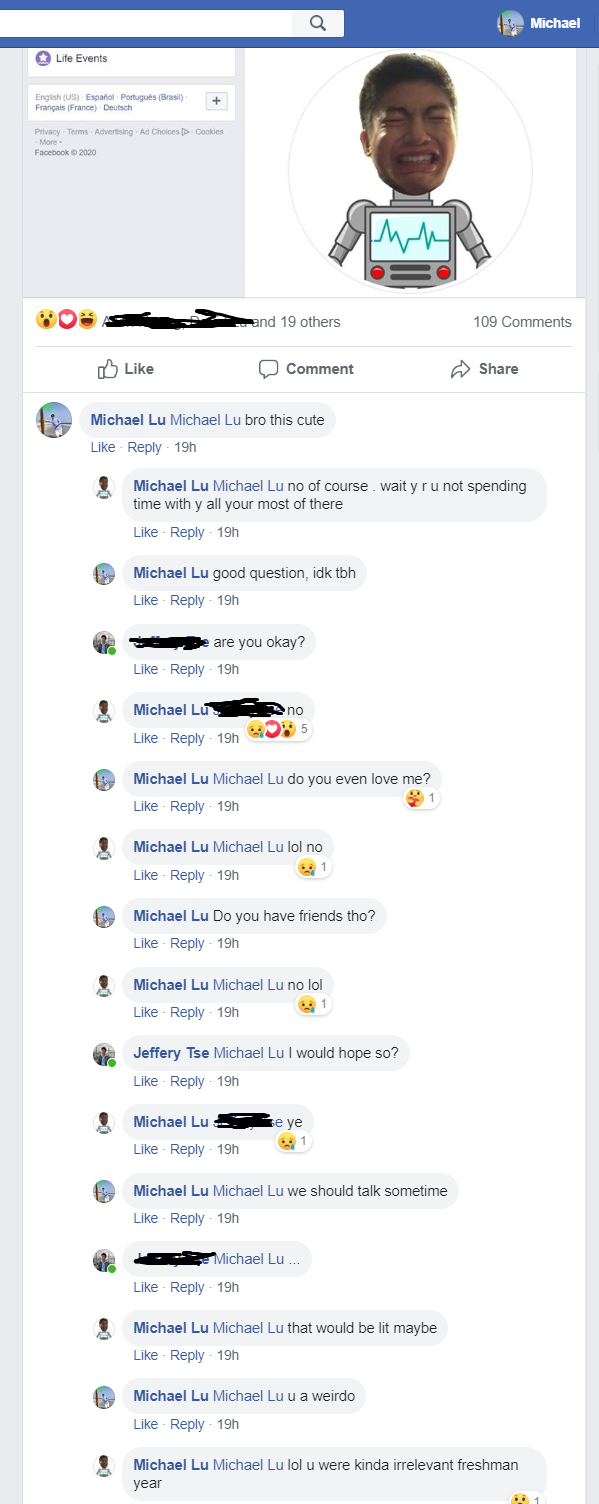 Michael
Life Events
English (US) · Español · Português (Brasil) ·
Français (France) · Deutsch
+
Privacy · Terms · Advertising · Ad Choices · Cookies
· More
Facebook © 2020
and 19 others
109 Comments
Like
Comment
Share
Michael Lu Michael Lu bro this cute
Like · Reply · 19h
Michael Lu Michael Lu no of course . wait y r u not spending
time with y all your most of there
Like · Reply · 19h
Michael Lu good question, idk tbh
Like · Reply · 19h
are you okay?
Like · Reply · 19h
Michael Lu no
Like · Reply · 19h
5
Michael Lu Michael Lu do you even love me?
1
Like · Reply · 19h
Michael Lu Michael Lu lol no
1
Like · Reply · 19h
Michael Lu Do you have friends tho?
Like · Reply · 19h
Michael Lu Michael Lu no lol
1
Like · Reply · 19h
Jeffery Tse Michael Lu I would hope so?
Like · Reply · 19h
Michael Lu ye
1
Like · Reply · 19h
Michael Lu Michael Lu we should talk sometime
Like · Reply · 19h
Michael Lu ...
Like · Reply · 19h
Michael Lu Michael Lu that would be lit maybe
Like · Reply · 19h
Michael Lu Michael Lu u a weirdo
Like · Reply · 19h
Michael Lu Michael Lu lol u were kinda irrelevant freshman
year
1